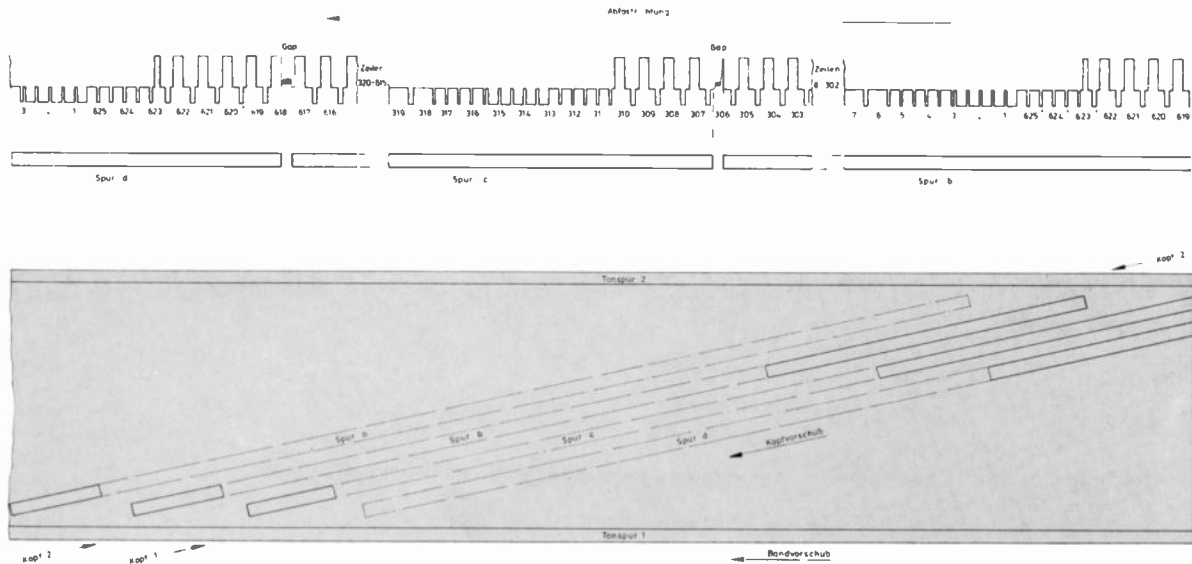 Gap
Gap
Zeilen
320-615
Zeilen
8 302
3 1 625 624 623 622 621 620 619 618 617 616
319 318 317 316 315 314 313 312 310 309 308 307 306 305 304 303
7 6 5 4 3 1 625 624 623 622 621 620 619
Spur d
Spur c
Spur b
Kopf 2
Tonspur 2
Spur a
Spur b
Spur c
Spur d
Kopfvorschub
Tonspur 1
Kopf 2
Kopf 1
Bandvorschub